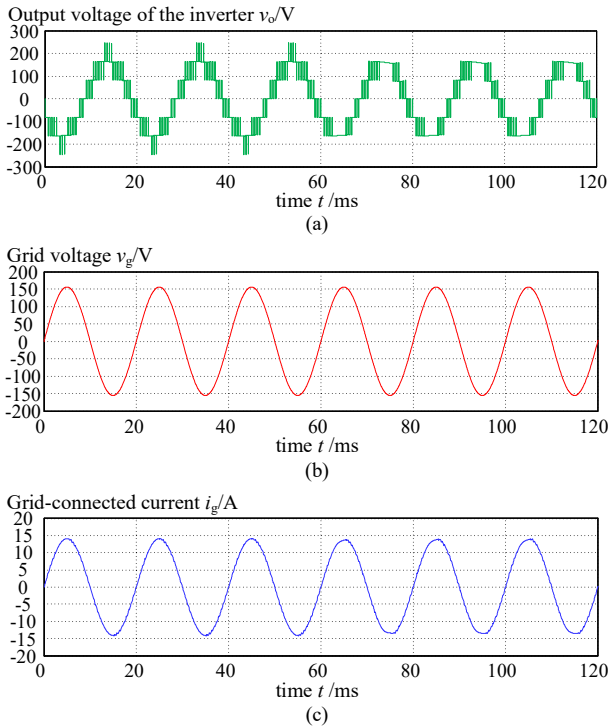 Output voltage of the inverter vo/V
300
200
100
0
-100
-200
-300
0 20 40 60 80 100 120
time t /ms
(a)
Grid voltage vg/V
200
150
100
50
0
-50
-100
-150
-200
0 20 40 60 80 100 120
time t /ms
(b)
Grid-connected current ig/A
20
15
10
5
0
-5
-10
-15
-20
0 20 40 60 80 100 120
time t /ms
(c)